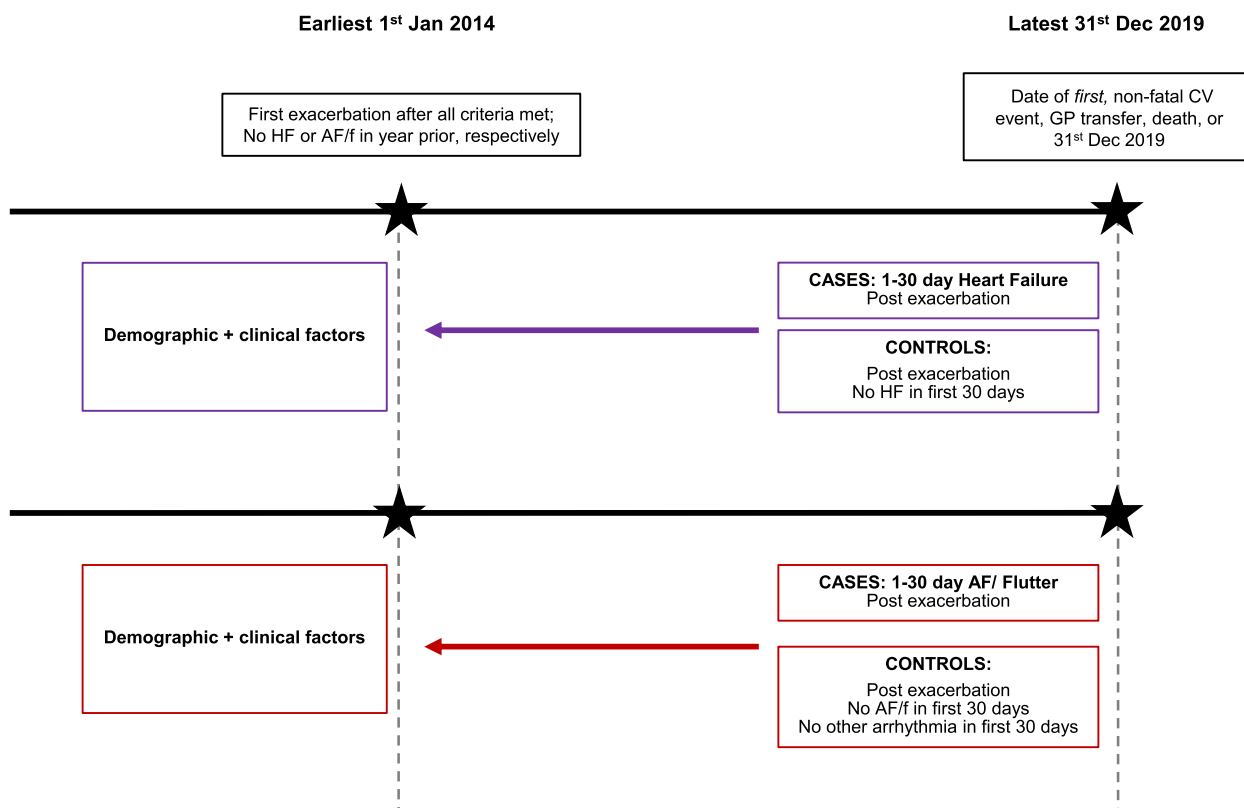 Earliest 1st Jan 2014
Latest 31st Dec 2019
First exacerbation after all criteria met;
No HF or AF/f in year prior, respectively
Date of first, non-fatal CV
event, GP transfer, death, or
31st Dec 2019
Demographic + clinical factors
CASES: 1-30 day Heart Failure
Post exacerbation
CONTROLS:
Post exacerbation
No HF in first 30 days
Demographic + clinical factors
CASES: 1-30 day AF/ Flutter
Post exacerbation
CONTROLS:
Post exacerbation
No AF/f in first 30 days
No other arrhythmia in first 30 days